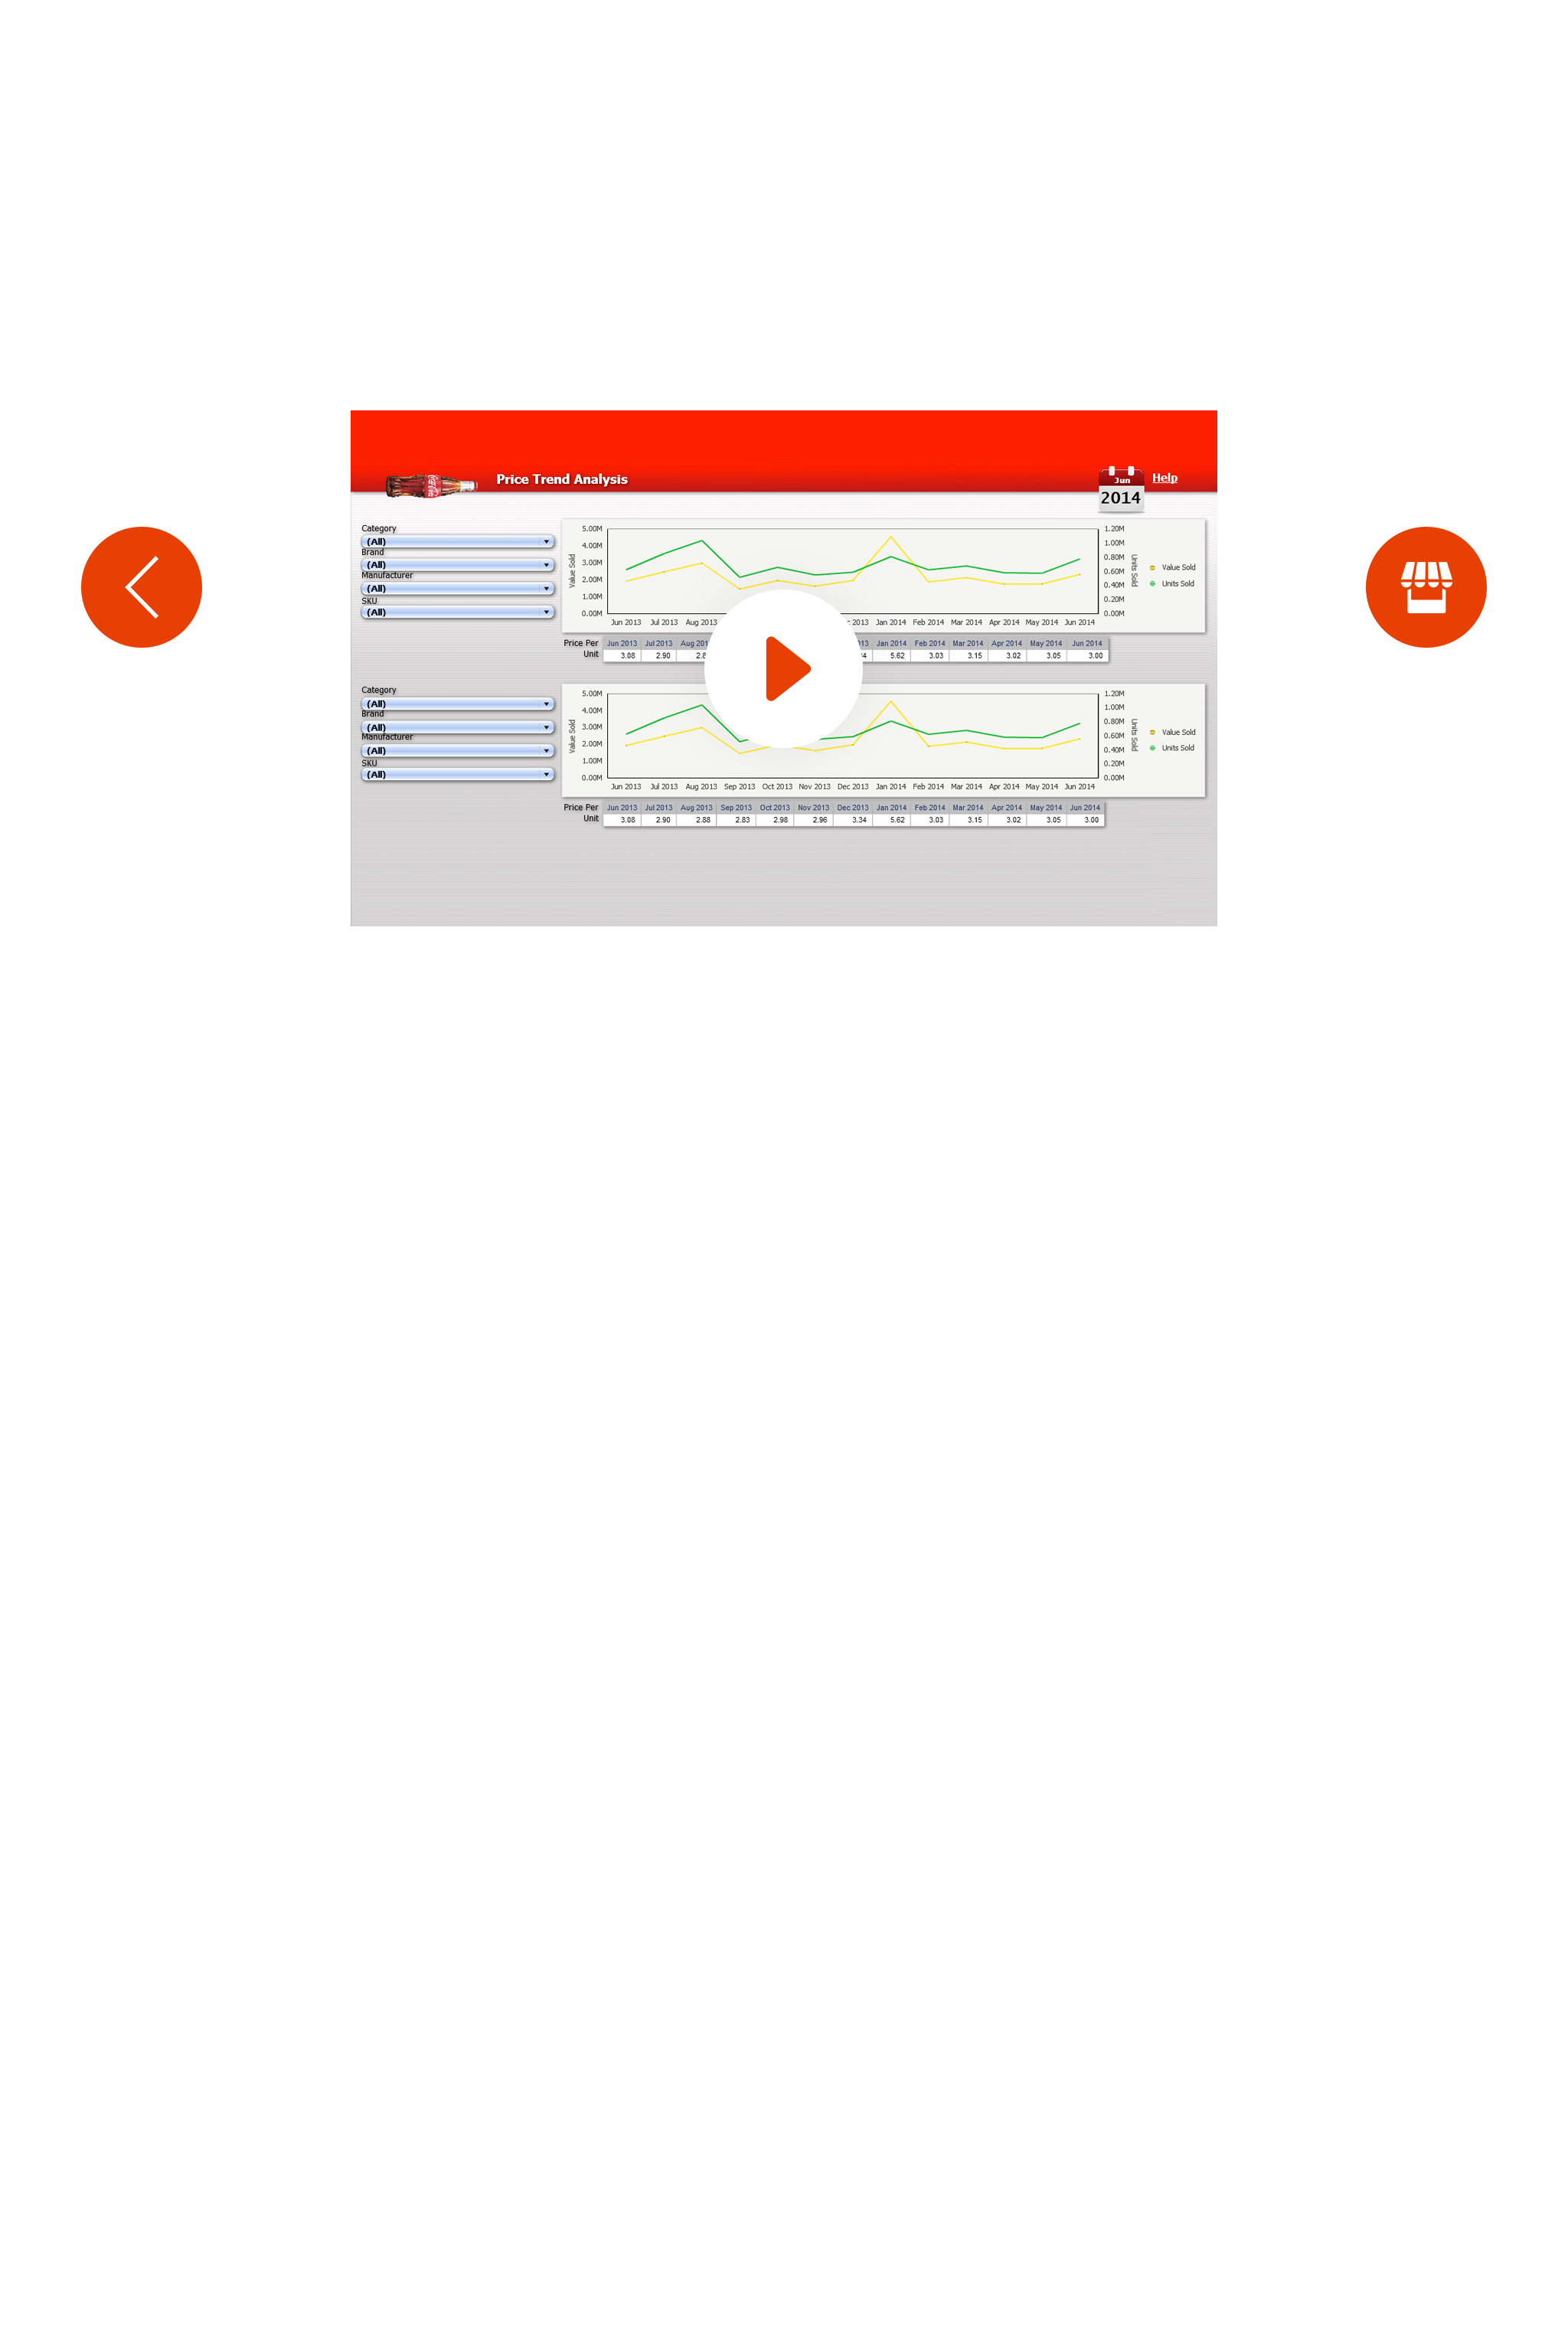 Price Trend Analysis
Jun
2014
Help
Category
(All)
Brand
(All)
Manufacturer
(All)
SKU
(All)
5.00M
4.00M
3.00M
2.00M
1.00M
0.00M
Value Sold
1.20M
1.00M
0.80M
0.60M
0.40M
0.20M
0.00M
Units Sold
Value Sold
Units Sold
Jun 2013 Jul 2013 Aug 2013 2013 Jan 2014 Feb 2014 Mar 2014 Apr 2014 May 2014 Jun 2014
Price Per Unit
Jun 2013 Jul 2013 Aug Jan 2014 Feb 2014 Mar 2014 Apr 2014 May 2014 Jun 2014
3.08 2.90 5.62 3.03 3.15 3.02 3.05 3.00
Category
(All)
Brand
(All)
Manufacturer
(All)
SKU
(All)
5.00M
4.00M
3.00M
2.00M
1.00M
0.00M
Value Sold
1.20M
1.00M
0.80M
0.60M
0.40M
0.20M
0.00M
Units Sold
Value Sold
Units Sold
Jun 2013 Jul 2013 Aug 2013 Sep 2013 Oct 2013 Nov 2013 Dec 2013 Jan 2014 Feb 2014 Mar 2014 Apr 2014 May 2014 Jun 2014
Price Per Unit
Jun 2013 Jul 2013 Aug 2013 Sep 2013 Oct 2013 Nov 2013 Dec 2013 Jan 2014 Feb 2014 Mar 2014 Apr 2014 May 2014 Jun 2014
3.08 2.90 2.88 2.83 2.98 2.96 3.34 5.62 3.03 3.15 3.02 3.05 3.00